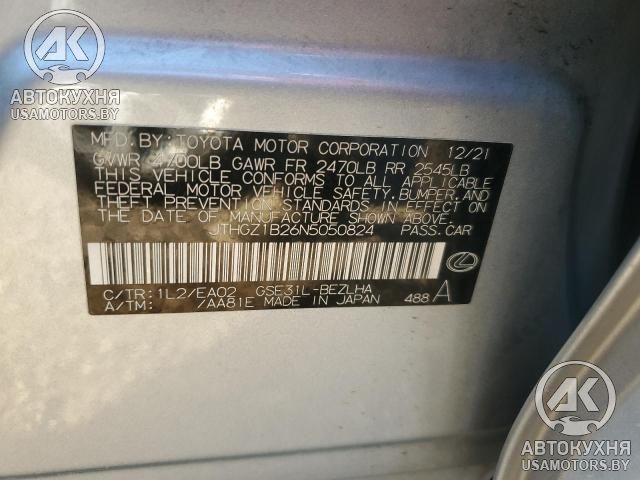 AK
АВТОКУХНЯ
USAMOTORS.BY
MFD.BY:TOYOTA MOTOR CORPORATION 12/21
GVWR 4700LB GAWR FR 2470LB RR 2545LB
THIS VEHICLE CONFORMS TO ALL APPLICABLE
FEDERAL MOTOR VEHICLE SAFETY, BUMPER, AND
THEFT PREVENTION STANDARDS IN EFFECT ON
THE DATE OF MANUFACTURE SHOWN ABOVE.
JTHGZ1B26N5050824 PASS.CAR
C/TR:1L2/EA02 GSE31L-BEZLHA
A/TM: /AA81E MADE IN JAPAN 488 A
AK
АВТОКУХНЯ
USAMOTORS.BY